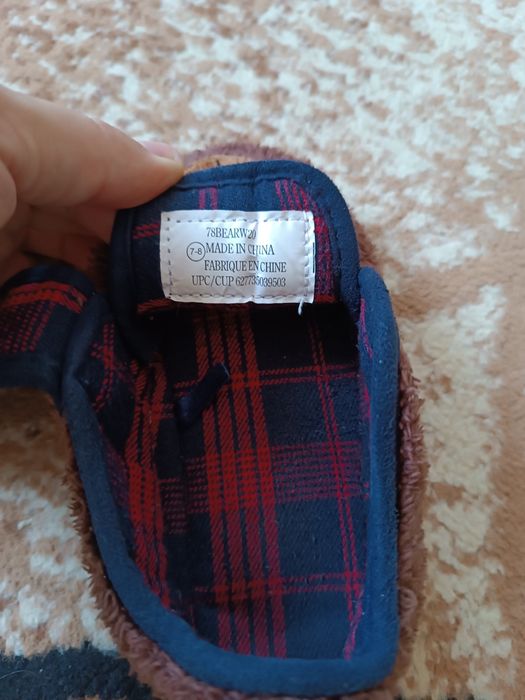 78BEARW20
7-8 MADE IN CHINA
FABRIQUE EN CHINE
UPC/CUP 627735039503